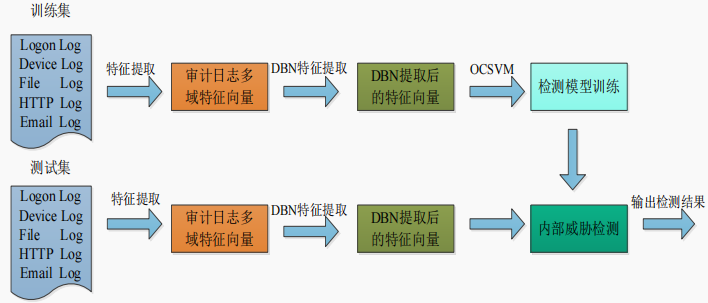 训练集
Logon Log
Device Log
File Log
HTTP Log
Email Log
特征提取
审计日志多
域特征向量
DBN特征提取
DBN提取后
的特征向量
OCSVM
检测模型训练
测试集
Logon Log
Device Log
File Log
HTTP Log
Email Log
特征提取
审计日志多
域特征向量
DBN特征提取
DBN提取后
的特征向量
内部威胁检测
输出检测结果